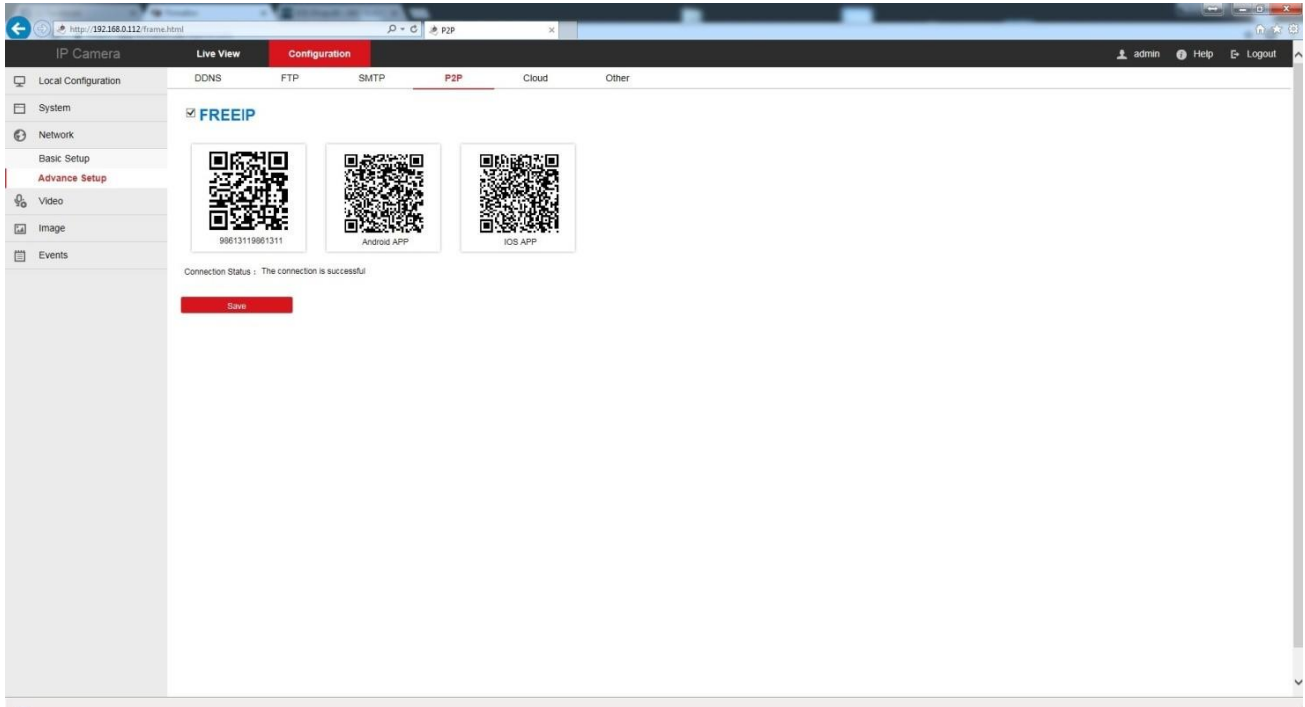 http://192.168.0.112/frame.html
P2P
IP Camera
Live View
Configuration
admin
Help
Logout
Local Configuration
System
Network
Basic Setup
Advance Setup
Video
Image
Events
DDNS
FTP
SMTP
P2P
Cloud
Other
FREEIP
98613119861311
Android APP
IOS APP
Connection Status : The connection is successful
Save